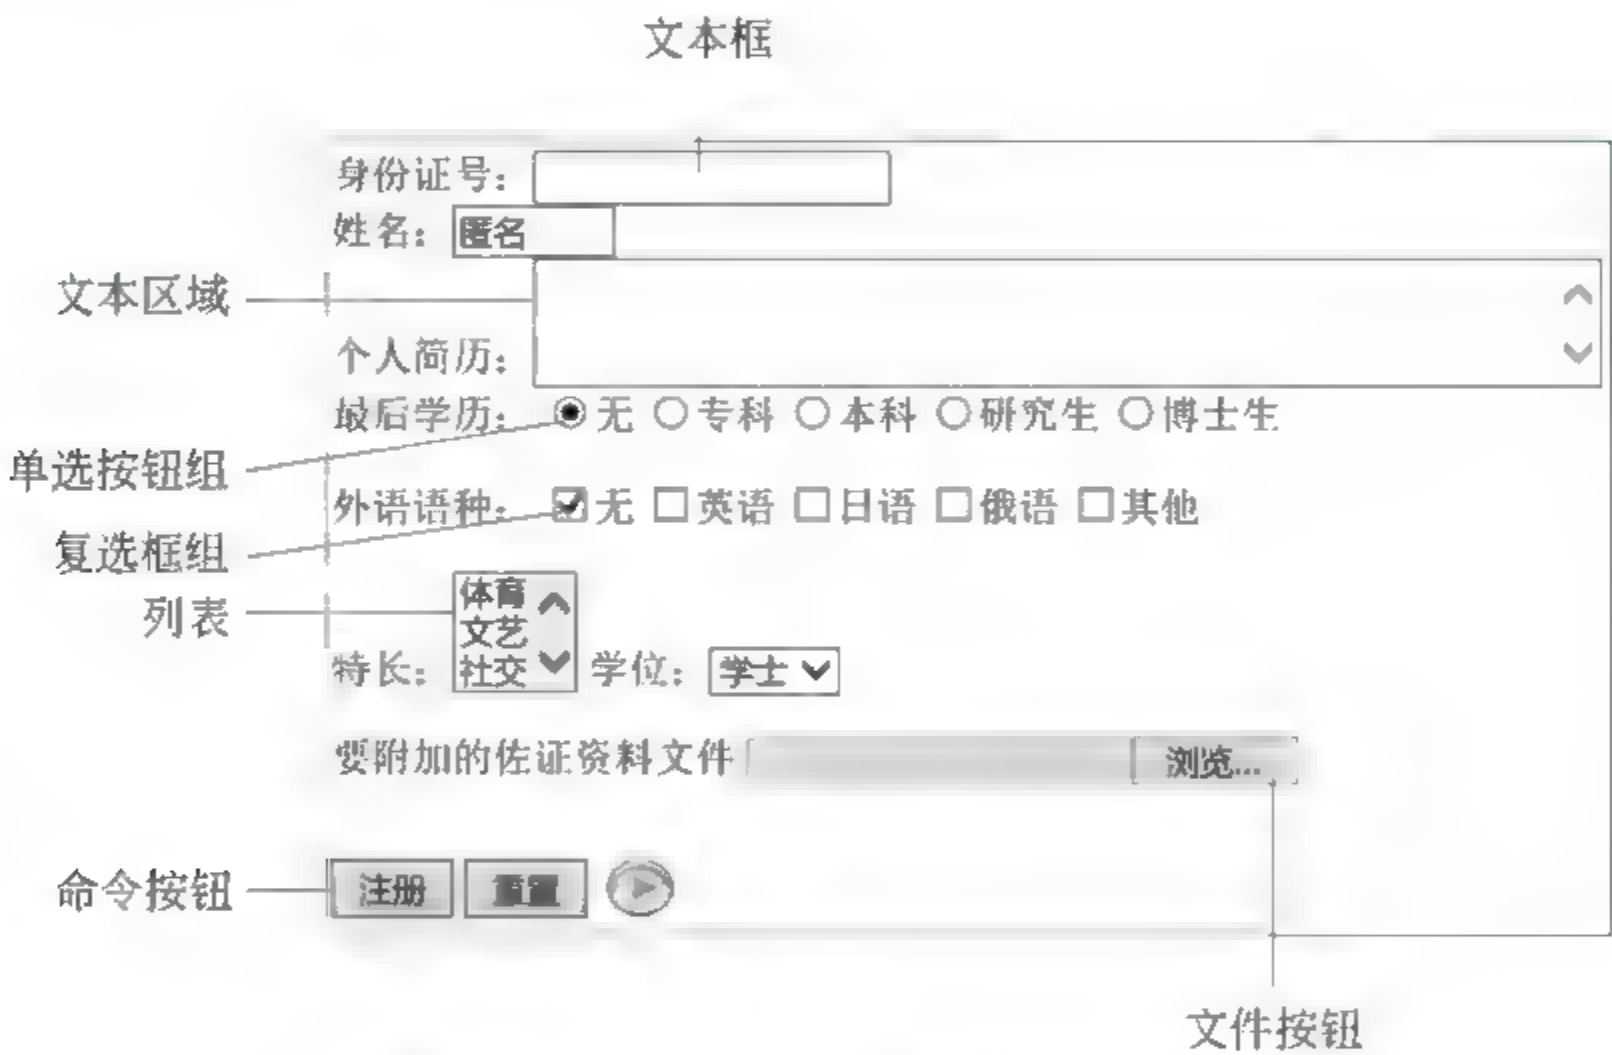 文本框
身份证号:
姓名: 匿名
文本区域
个人简历:
最后学历: 无 专科 本科 研究生 博士生
单选按钮组
外语语种: 无 英语 日语 俄语 其他
复选框组
列表
体育
文艺
特长: 社交 学位: 学士
要附加的佐证资料文件 浏览...
命令按钮 注册 重置
文件按钮